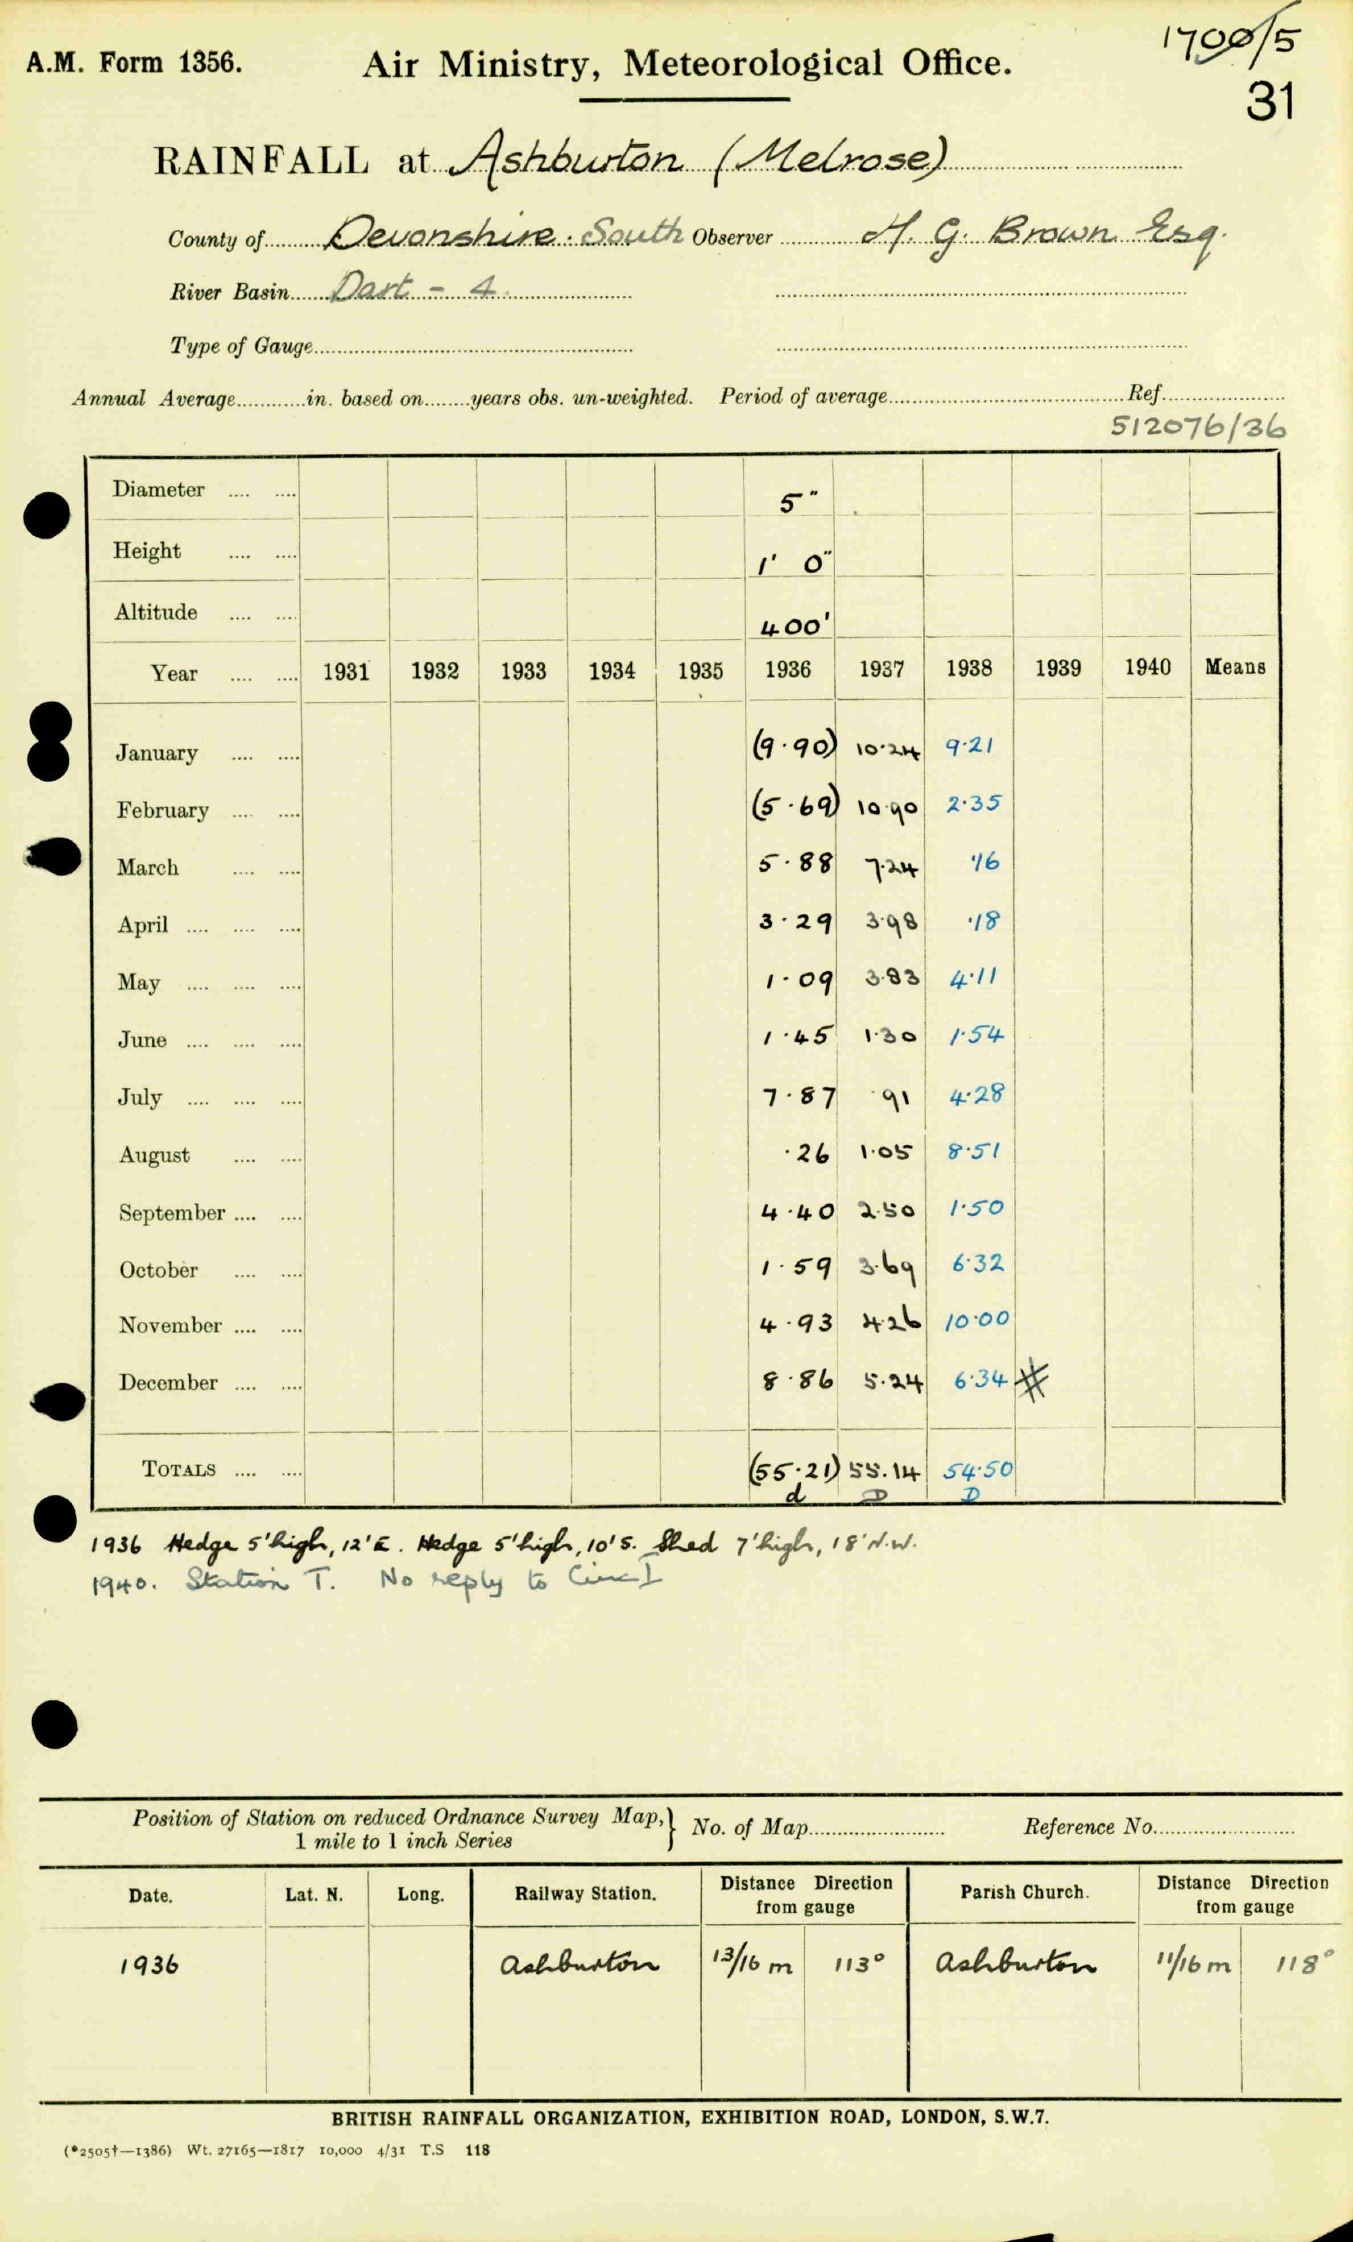 A.M. Form 1356. Air Ministry, Meteorological Office. 1700/5
31
RAINFALL at Ashburton (Melrose)
County of Devonshire. South Observer H. G. Brown Esq.
River Basin Dart - 4
Type of Gauge
Annual Average in. based on years obs. un-weighted. Period of average Ref.
512076/36
Diameter 5"
Height 1' 0"
Altitude 400'
Year 1931 1932 1933 1934 1935 1936 1937 1938 1939 1940 Means
January (9.90) 10.24 9.21
February (5.69) 10.90 2.35
March 5.88 7.24 .16
April 3.29 3.98 .18
May 1.09 3.83 4.11
June 1.45 1.30 1.54
July 7.87 .91 4.28
August .26 1.05 8.51
September 4.40 2.50 1.50
October 1.59 3.69 6.32
November 4.93 4.26 10.00
December 8.86 5.24 6.34 #
TOTALS (55.21) 55.14 54.50
d D D
1936 Hedge 5' high, 12' E. Hedge 5' high, 10' S. Shed 7' high, 18' N.W.
1940. Station T. No reply to Circ I
Position of Station on reduced Ordnance Survey Map, } No. of Map Reference No.
1 mile to 1 inch Series
Date. Lat. N. Long. Railway Station. Distance Direction from gauge Parish Church. Distance Direction from gauge
1936 Ashburton 13/16 m 113° Ashburton 11/16 m 118°
BRITISH RAINFALL ORGANIZATION, EXHIBITION ROAD, LONDON, S.W.7.
(*2505†—1386) Wt. 27165—1817 10,000 4/31 T.S 118